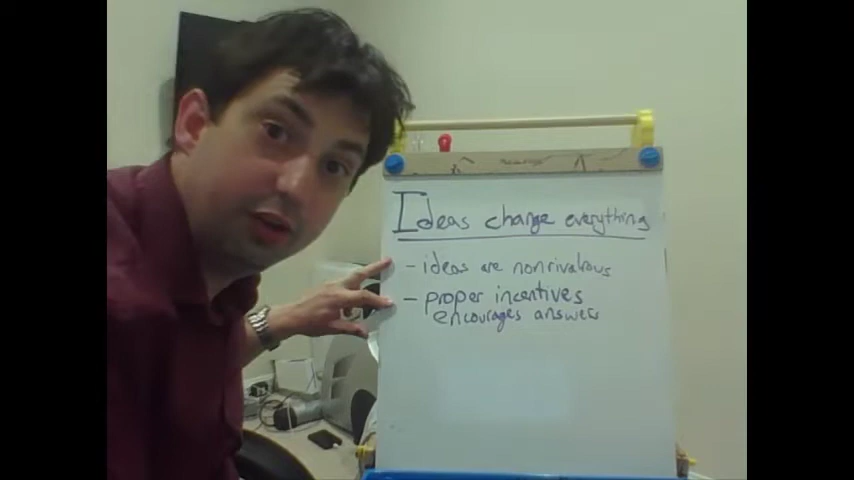 Ideas change everything
- ideas are nonrivalrous
- proper incentives
encourages answers